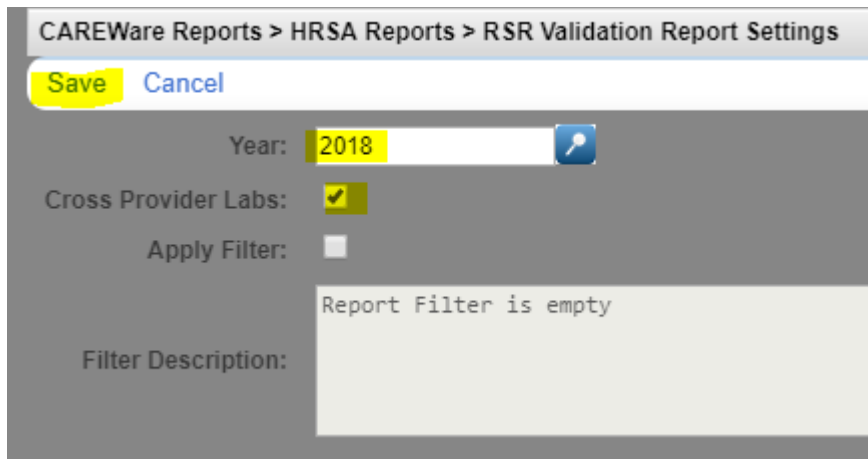 CAREWare Reports > HRSA Reports > RSR Validation Report Settings
Save Cancel
Year: 2018
Cross Provider Labs:
Apply Filter:
Report Filter is empty
Filter Description: